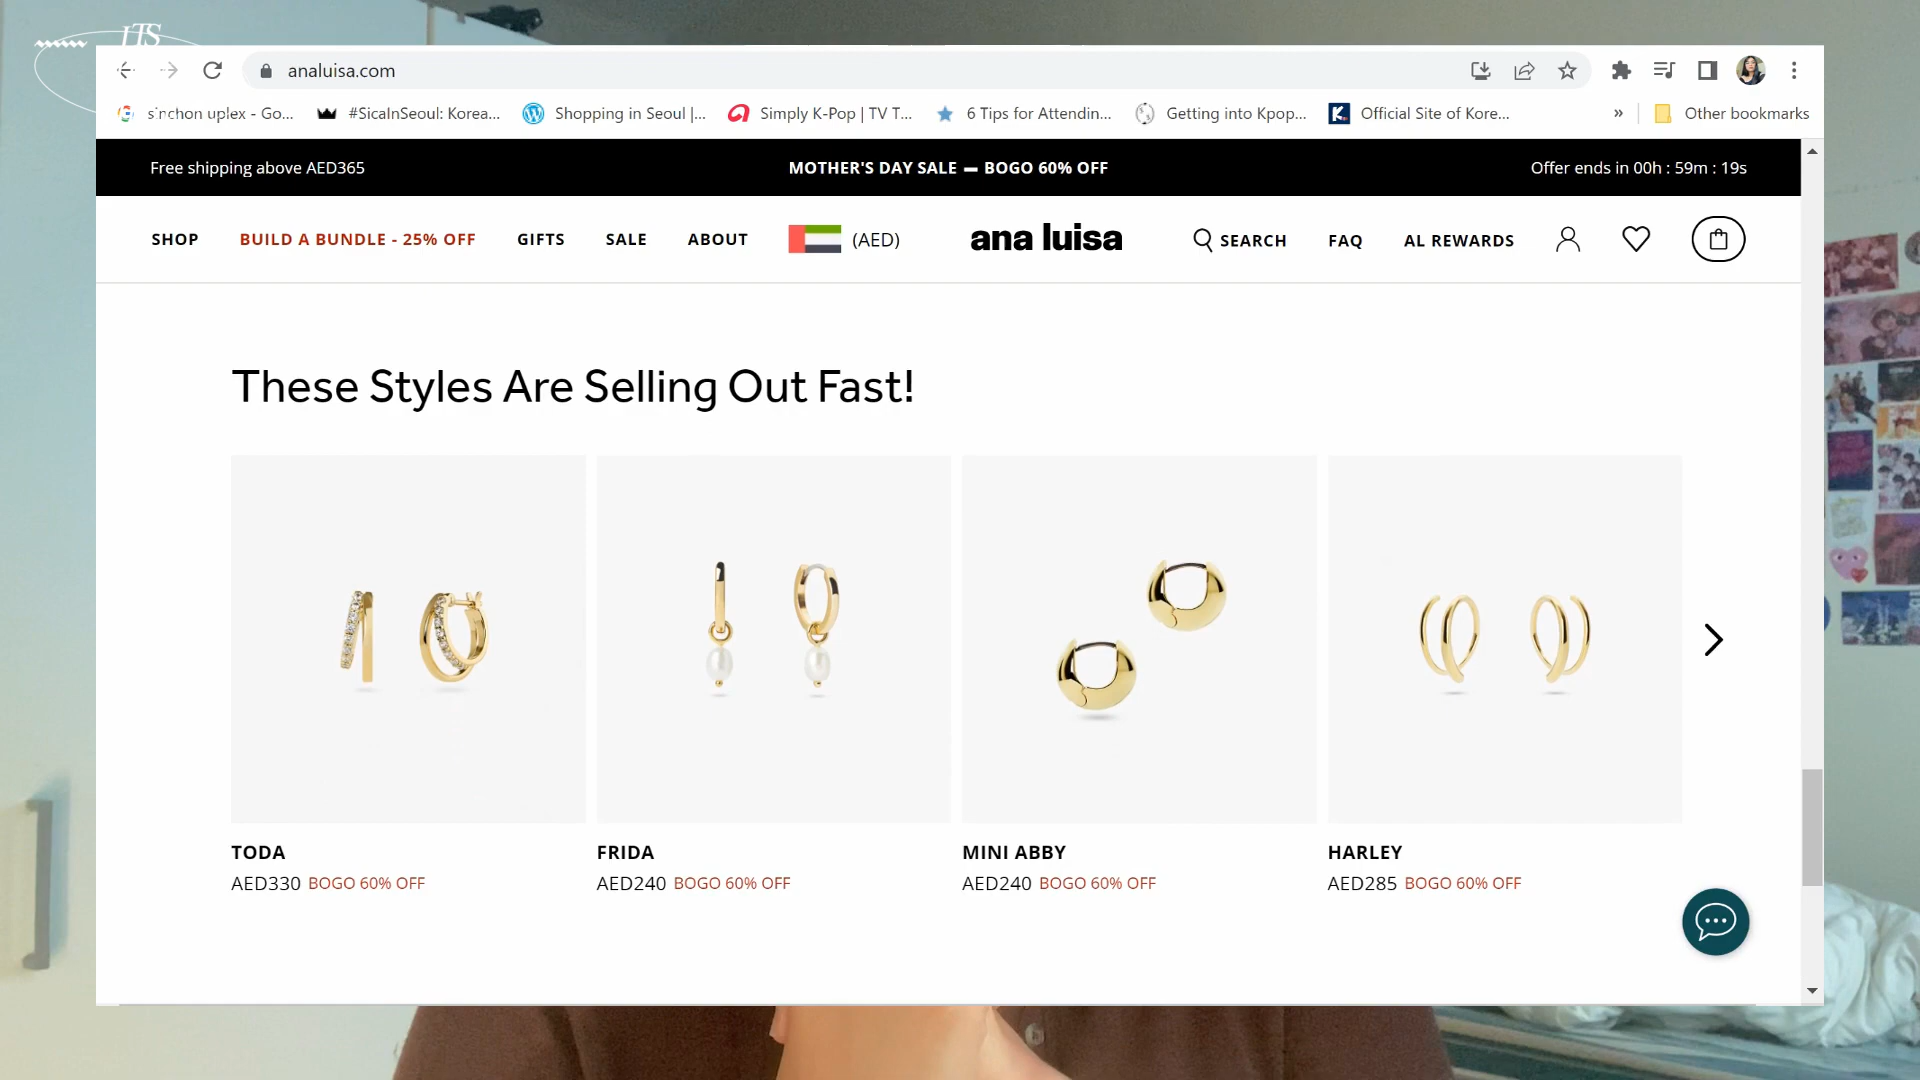 ITS
analuisa.com
sinchon uplex - Go...
#SicaInSeoul: Korea...
Shopping in Seoul |...
Simply K-Pop | TV T...
6 Tips for Attendin...
Getting into Kpop...
Official Site of Kore...
»
Other bookmarks
Free shipping above AED365
MOTHER'S DAY SALE — BOGO 60% OFF
Offer ends in 00h : 59m : 19s
SHOP
BUILD A BUNDLE - 25% OFF
GIFTS
SALE
ABOUT
(AED)
ana luisa
SEARCH
FAQ
AL REWARDS
These Styles Are Selling Out Fast!
TODA
AED330 BOGO 60% OFF
FRIDA
AED240 BOGO 60% OFF
MINI ABBY
AED240 BOGO 60% OFF
HARLEY
AED285 BOGO 60% OFF